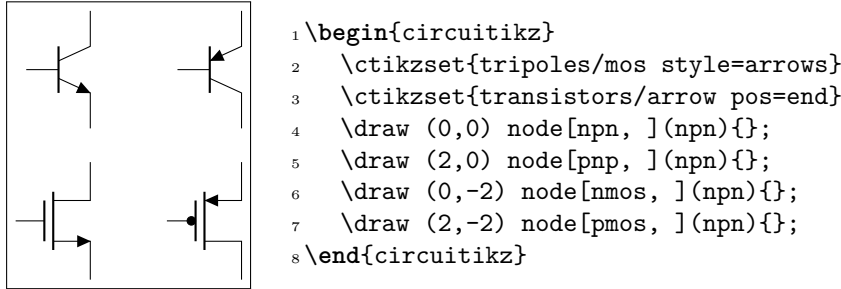 1 \begin{circuitikz}
2 \ctikzset{tripoles/mos style=arrows}
3 \ctikzset{transistors/arrow pos=end}
4 \draw (0,0) node[npn, ](npn){};
5 \draw (2,0) node[pnp, ](npn){};
6 \draw (0,-2) node[nmos, ](npn){};
7 \draw (2,-2) node[pmos, ](npn){};
8 \end{circuitikz}